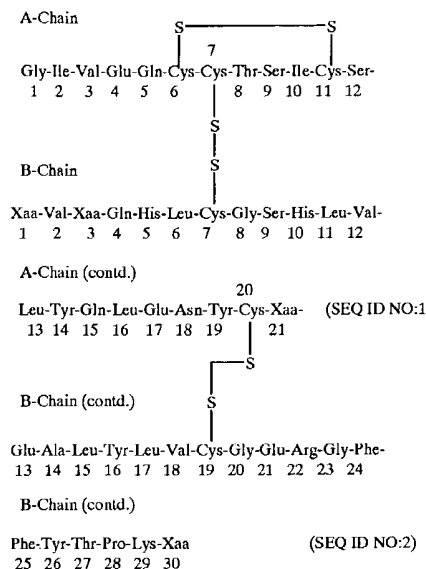 A-Chain
S S
7
Gly-Ile-Val-Glu-Gln-Cys-Cys-Thr-Ser-Ile-Cys-Ser-
1 2 3 4 5 6 8 9 10 11 12
S
S
B-Chain
Xaa-Val-Xaa-Gln-His-Leu-Cys-Gly-Ser-His-Leu-Val-
1 2 3 4 5 6 7 8 9 10 11 12
A-Chain (contd.)
20
Leu-Tyr-Gln-Leu-Glu-Asn-Tyr-Cys-Xaa- (SEQ ID NO:1
13 14 15 16 17 18 19 21
S
B-Chain (contd.)
S
Glu-Ala-Leu-Tyr-Leu-Val-Cys-Gly-Glu-Arg-Gly-Phe-
13 14 15 16 17 18 19 20 21 22 23 24
B-Chain (contd.)
Phe-Tyr-Thr-Pro-Lys-Xaa (SEQ ID NO:2)
25 26 27 28 29 30